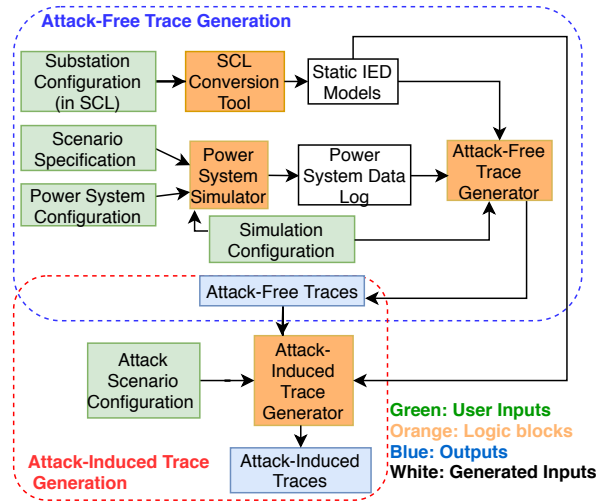 Attack-Free Trace Generation
Substation
Configuration
(in SCL)
SCL
Conversion
Tool
Static IED
Models
Scenario
Specification
Power System
Configuration
Power
System
Simulator
Power
System Data
Log
Attack-Free
Trace
Generator
Simulation
Configuration
Attack-Free Traces
Attack
Scenario
Configuration
Attack-
Induced
Trace
Generator
Attack-Induced
Traces
Attack-Induced Trace
Generation
Green: User Inputs
Orange: Logic blocks
Blue: Outputs
White: Generated Inputs